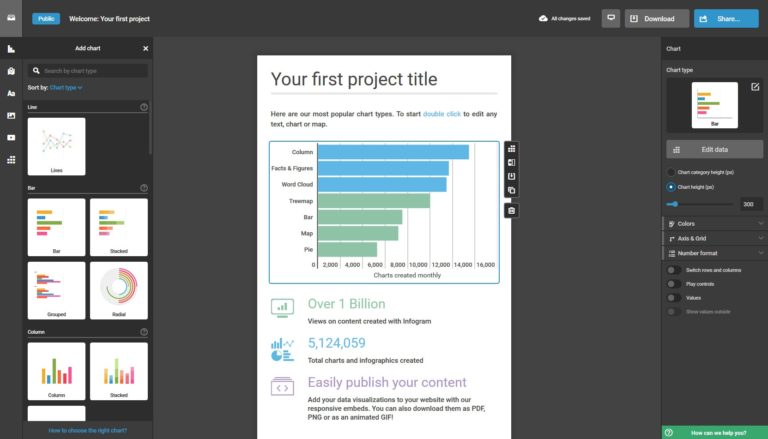 Public
Welcome: Your first project
All changes saved
Download
Share...
Add chart
Search by chart type
Sort by: Chart type
Line
Lines
Bar
Bar
Stacked
Grouped
Radial
Column
Column
Stacked
How to choose the right chart?
Aa
Your first project title
Here are our most popular chart types. To start double click to edit any
text, chart or map.
Column
Facts & Figures
Word Cloud
Treemap
Bar
Map
Pie
0 2,000 4,000 6,000 8,000 10,000 12,000 14,000 16,000
Charts created monthly
Over 1 Billion
Views on content created with Infogram
5,124,059
Total charts and infographics created
Easily publish your content
Add your data visualizations to your website with our
responsive embeds. You can also download them as PDF,
PNG or as an animated GIF!
Chart
Chart type
Bar
Edit data
Chart category height (px)
Chart height (px)
300
Colors
Axis & Grid
Number format
Switch rows and columns
Play controls
Values
Show values outside
How can we help you?